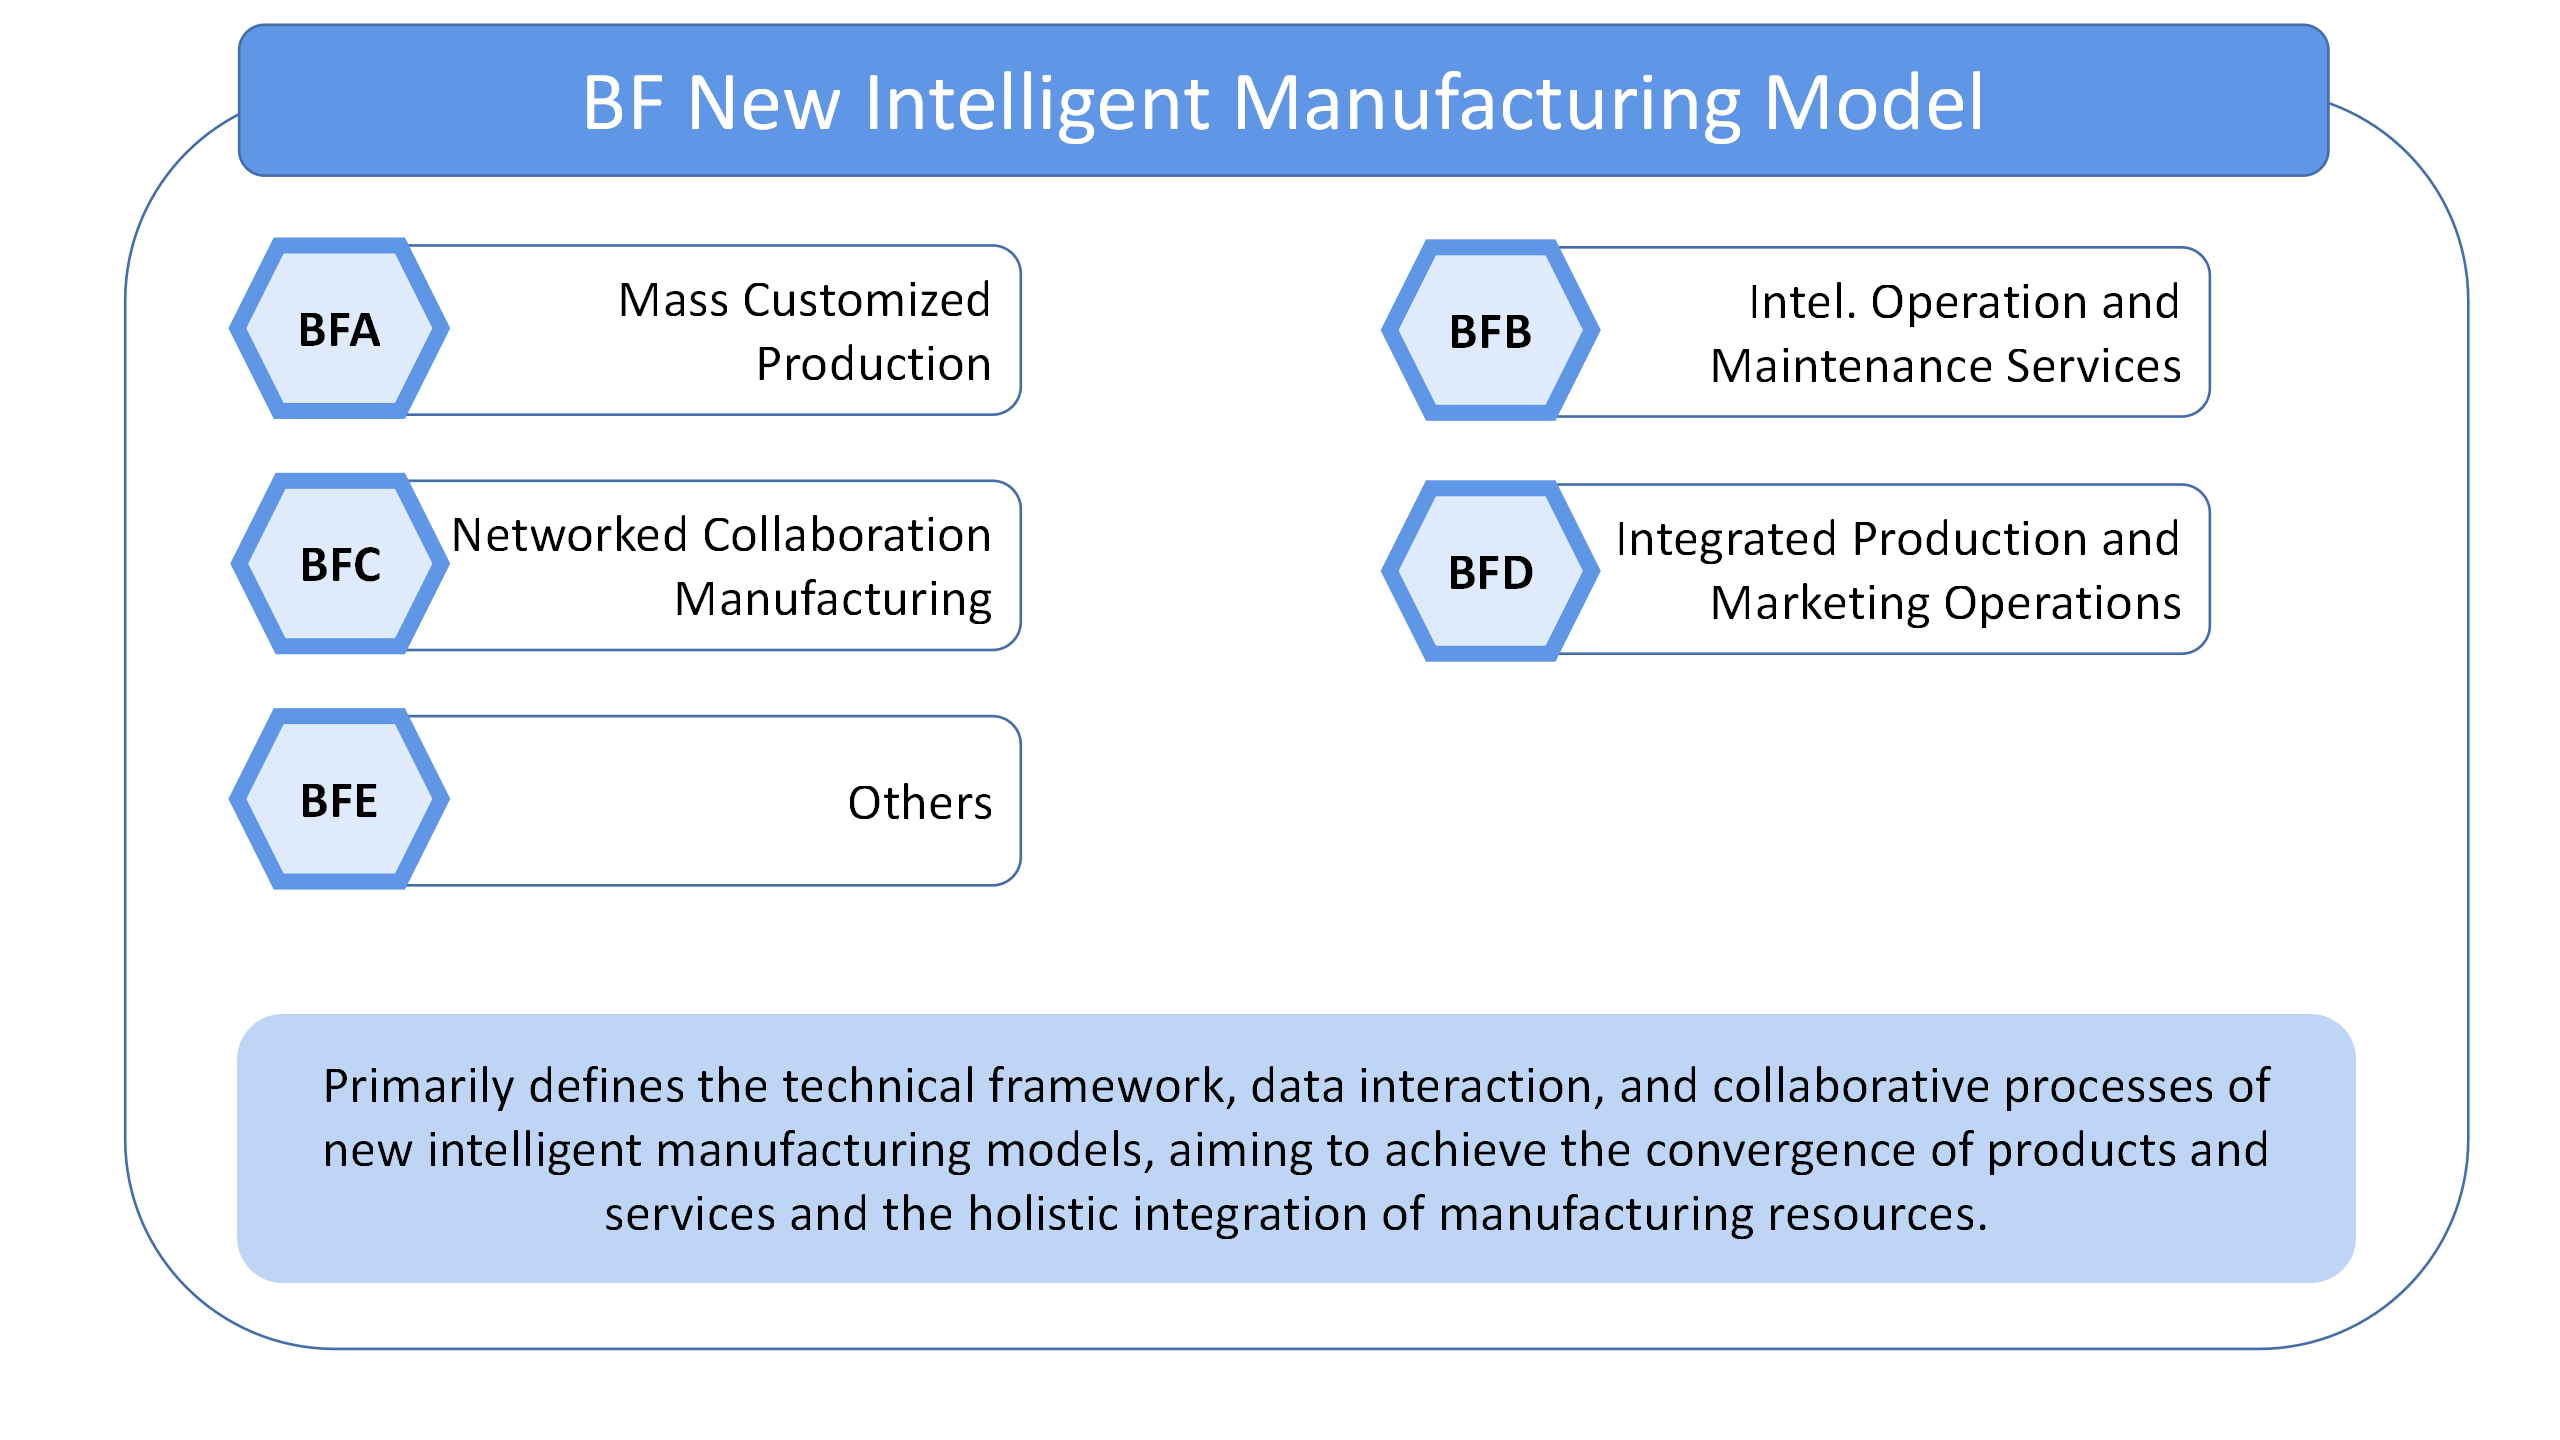 BF New Intelligent Manufacturing Model
BFA
Mass Customized
Production
BFB
Intel. Operation and
Maintenance Services
BFC
Networked Collaboration
Manufacturing
BFD
Integrated Production and
Marketing Operations
BFE
Others
Primarily defines the technical framework, data interaction, and collaborative processes of
new intelligent manufacturing models, aiming to achieve the convergence of products and
services and the holistic integration of manufacturing resources.